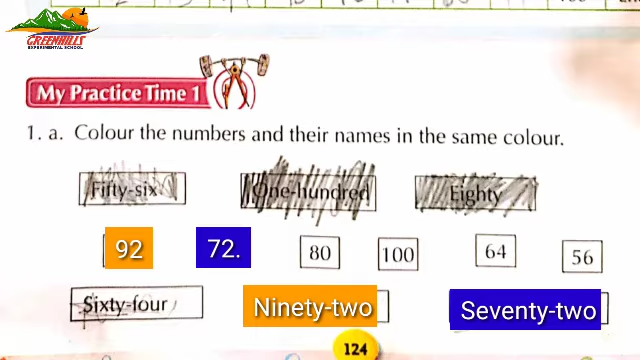 GREENHILLS
EXPERIMENTAL SCHOOL
My Practice Time 1
1. a. Colour the numbers and their names in the same colour.
Fifty-six One-hundred Eighty
92 72. 80 100 64 56
Sixty-four Ninety-two Seventy-two
124